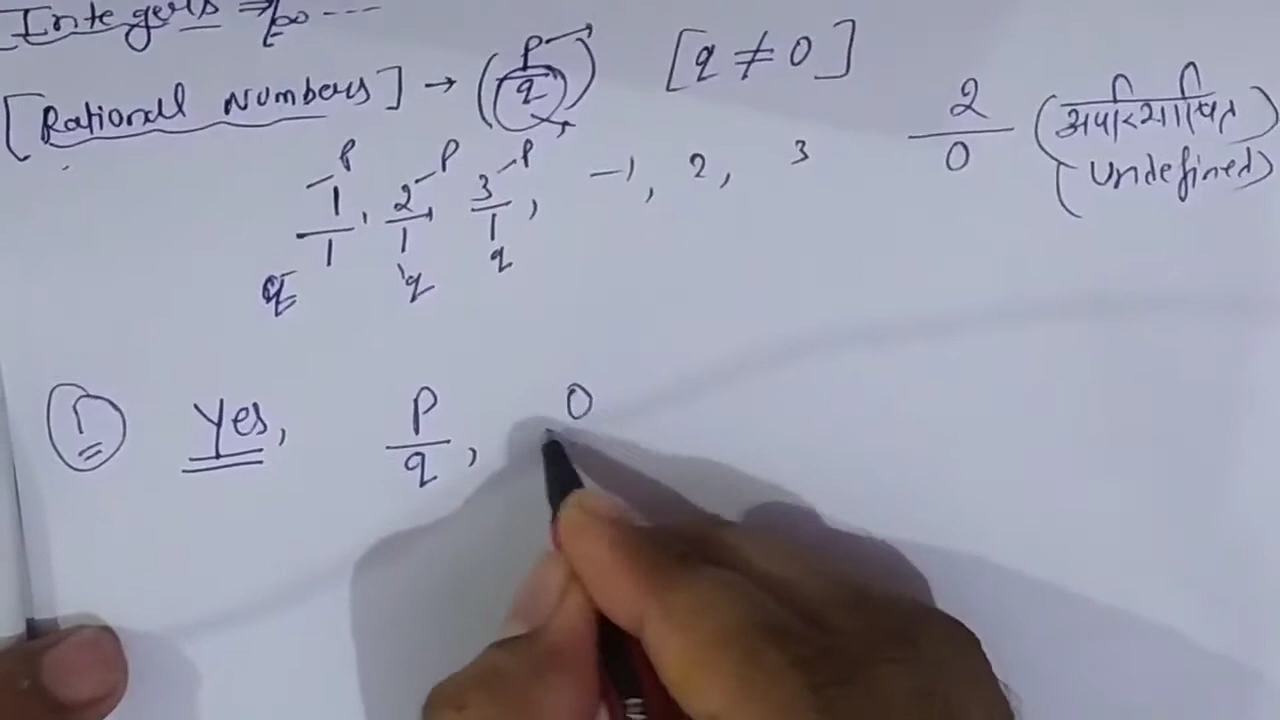 Integers ⇒
[Rational Numbers] → (p/q) [q ≠ 0]
2/0 (अपरिभाषित)
(undefined)
1/1, 2/1, 3/1, -1, 2, 3
p p p
q q q
① Yes, p/q, 0